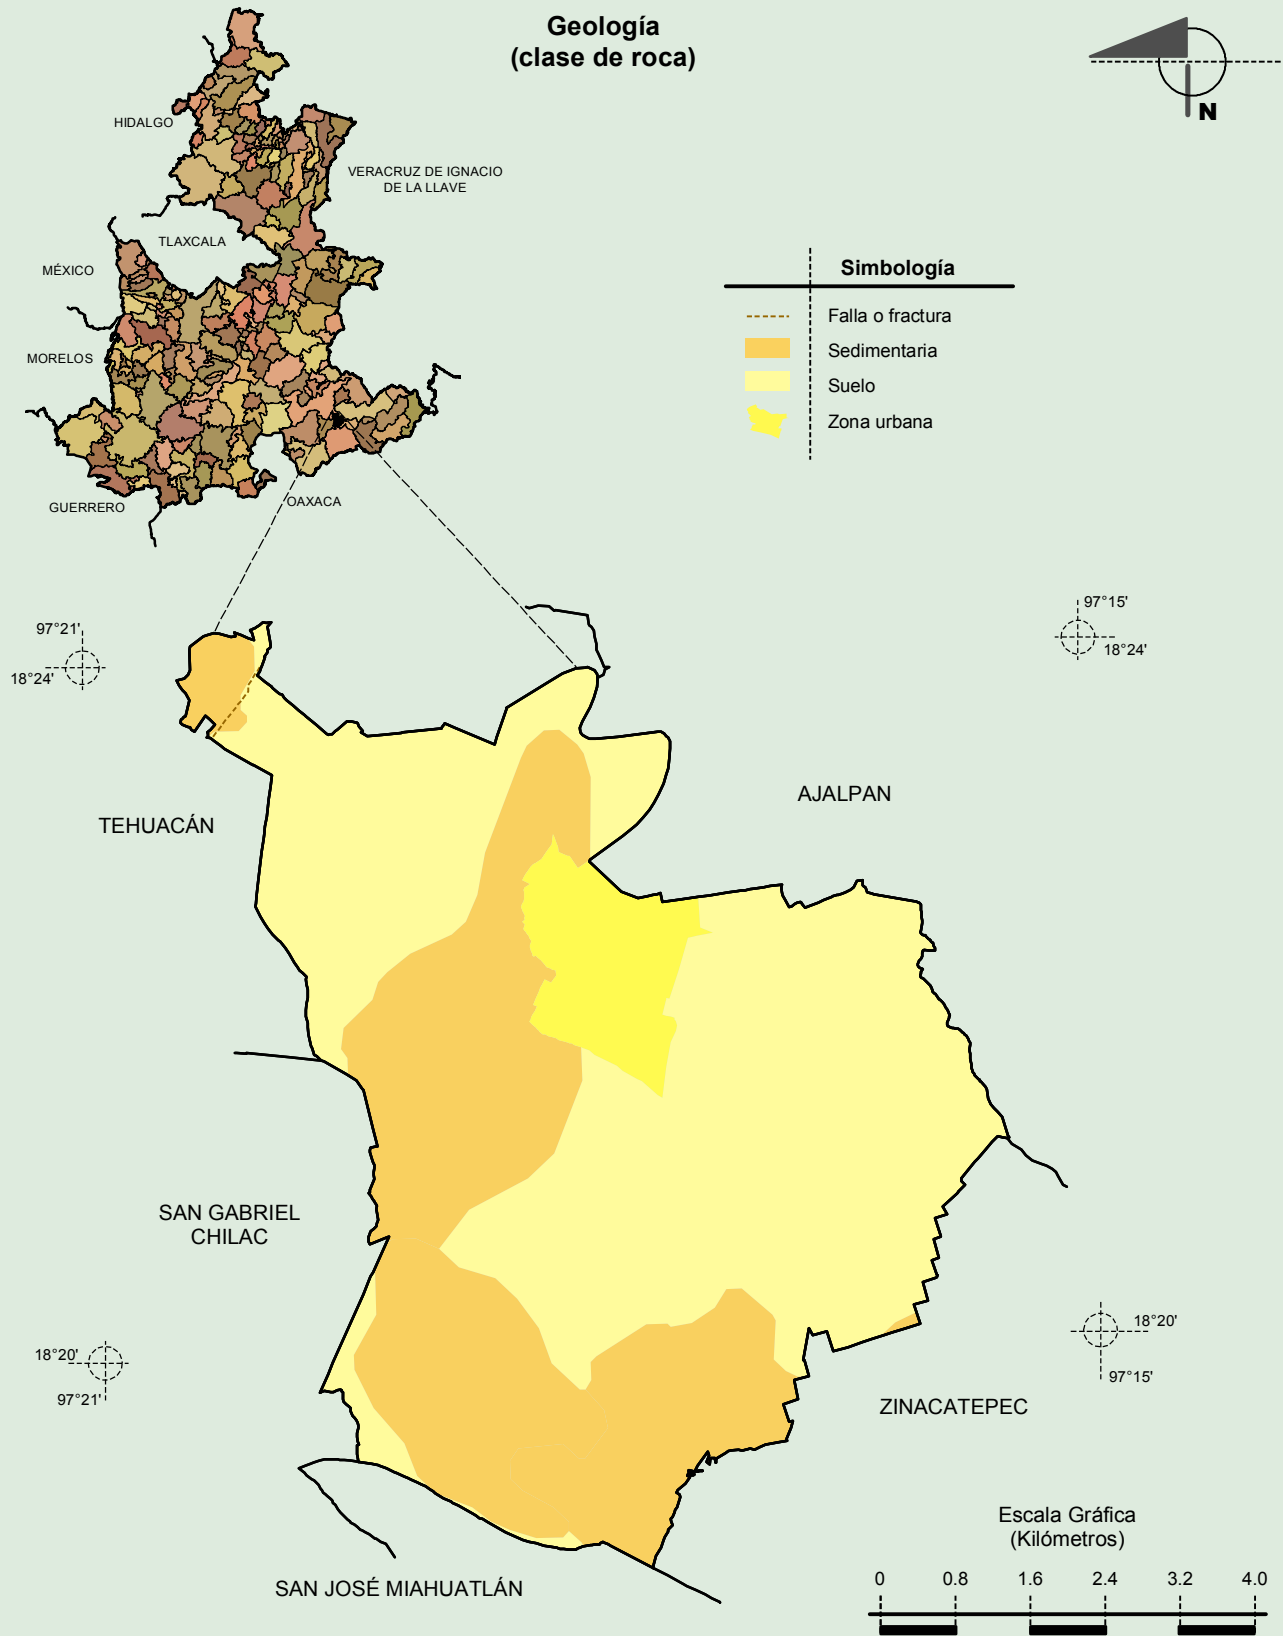 Geología
(clase de roca)
N
HIDALGO
VERACRUZ DE IGNACIO
DE LA LLAVE
TLAXCALA
MÉXICO
MORELOS
GUERRERO
OAXACA
Simbología
Falla o fractura
Sedimentaria
Suelo
Zona urbana
97°21'
18°24'
97°15'
18°24'
TEHUACÁN
AJALPAN
SAN GABRIEL
CHILAC
18°20'
97°21'
18°20'
97°15'
ZINACATEPEC
SAN JOSÉ MIAHUATLÁN
Escala Gráfica
(Kilómetros)
0 0.8 1.6 2.4 3.2 4.0